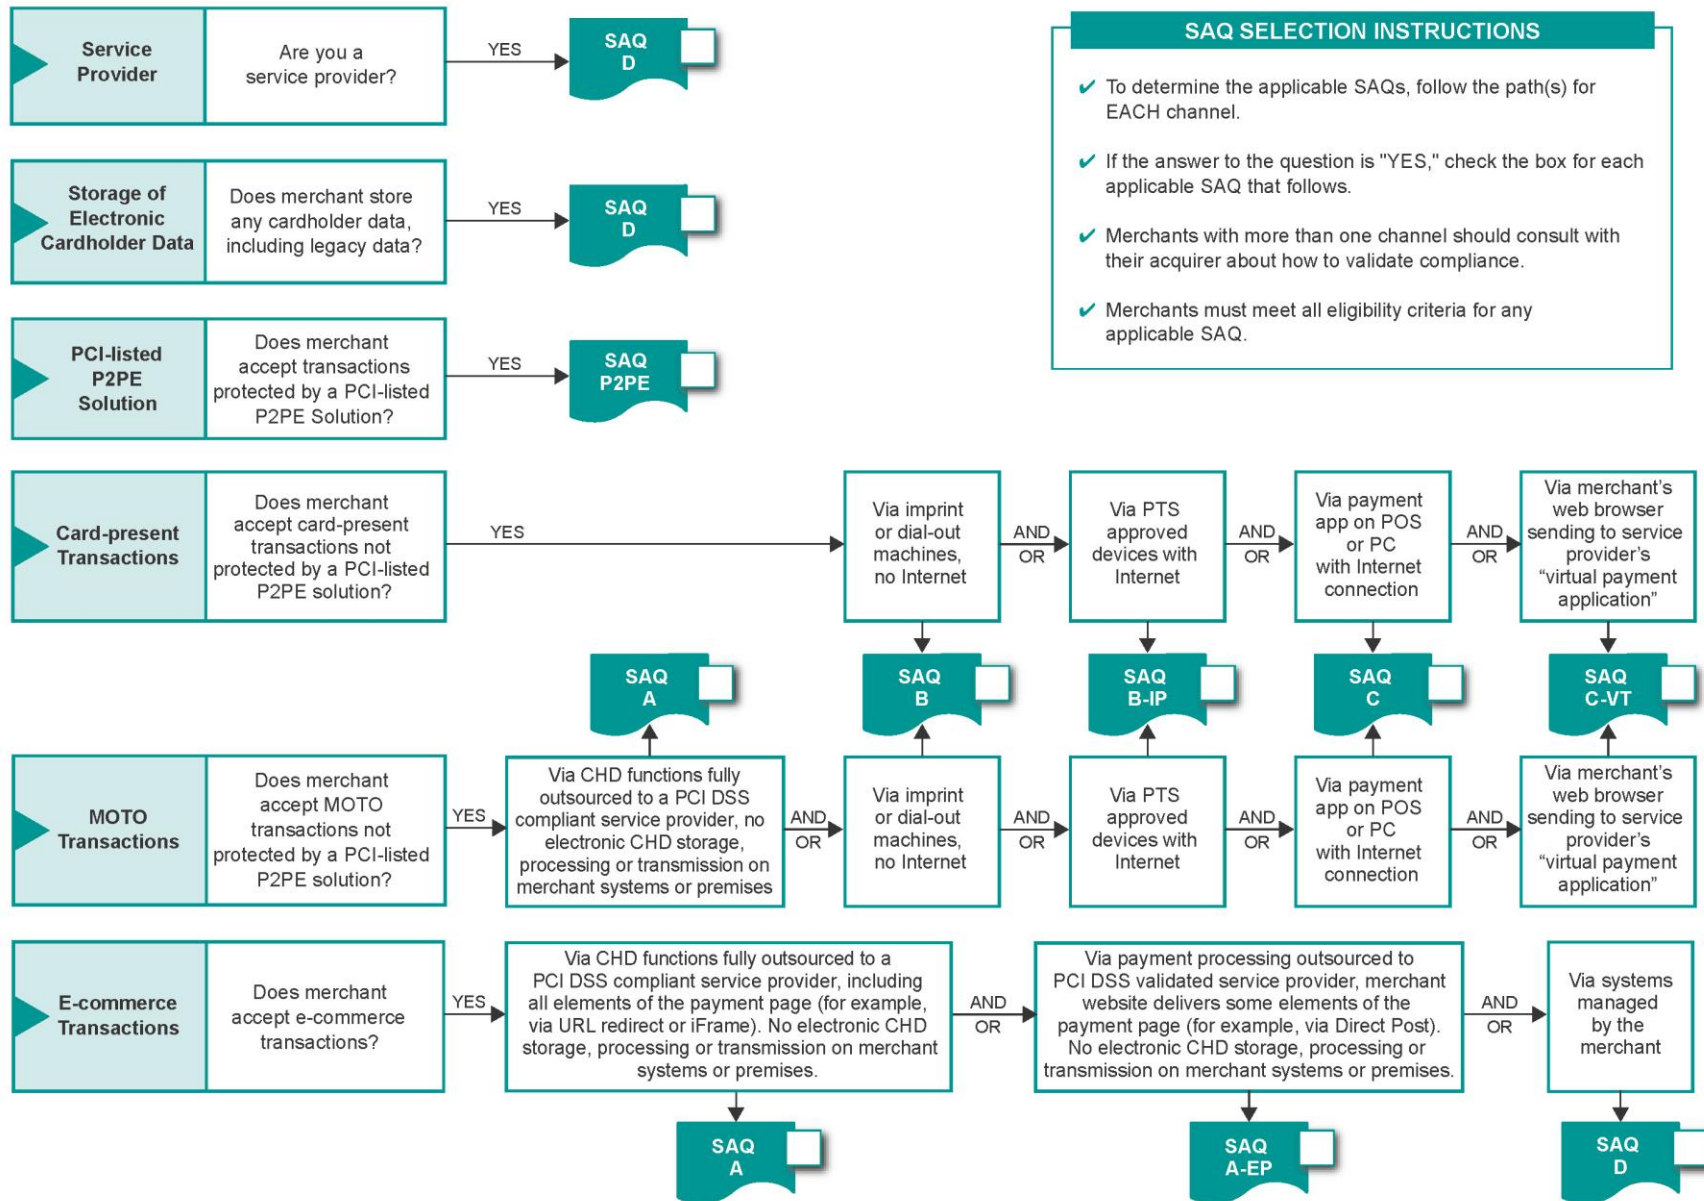 Service
Provider
Are you a
service provider?
YES
SAQ
D
SAQ SELECTION INSTRUCTIONS
✔ To determine the applicable SAQs, follow the path(s) for
EACH channel.
✔ If the answer to the question is "YES," check the box for each
applicable SAQ that follows.
✔ Merchants with more than one channel should consult with
their acquirer about how to validate compliance.
✔ Merchants must meet all eligibility criteria for any
applicable SAQ.
Storage of
Electronic
Cardholder Data
Does merchant store
any cardholder data,
including legacy data?
YES
SAQ
D
PCI-listed
P2PE
Solution
Does merchant
accept transactions
protected by a PCI-listed
P2PE Solution?
YES
SAQ
P2PE
Card-present
Transactions
Does merchant
accept card-present
transactions not
protected by a PCI-listed
P2PE solution?
YES
Via imprint
or dial-out
machines,
no Internet
AND
OR
Via PTS
approved
devices with
Internet
AND
OR
Via payment
app on POS
or PC
with Internet
connection
AND
OR
Via merchant's
web browser
sending to service
provider's
“virtual payment
application”
SAQ
A
SAQ
B
SAQ
B-IP
SAQ
C
SAQ
C-VT
MOTO
Transactions
Does merchant
accept MOTO
transactions not
protected by a PCI-listed
P2PE solution?
YES
Via CHD functions fully
outsourced to a PCI DSS
compliant service provider, no
electronic CHD storage,
processing or transmission on
merchant systems or premises
AND
OR
Via imprint
or dial-out
machines,
no Internet
AND
OR
Via PTS
approved
devices with
Internet
AND
OR
Via payment
app on POS
or PC
with Internet
connection
AND
OR
Via merchant's
web browser
sending to service
provider's
“virtual payment
application”
E-commerce
Transactions
Does merchant
accept e-commerce
transactions?
YES
Via CHD functions fully outsourced to a
PCI DSS compliant service provider, including
all elements of the payment page (for example,
via URL redirect or iFrame). No electronic CHD
storage, processing or transmission on merchant
systems or premises.
AND
OR
Via payment processing outsourced to
PCI DSS validated service provider, merchant
website delivers some elements of the
payment page (for example, via Direct Post).
No electronic CHD storage, processing or
transmission on merchant systems or premises.
AND
OR
Via systems
managed
by the
merchant
SAQ
A
SAQ
A-EP
SAQ
D